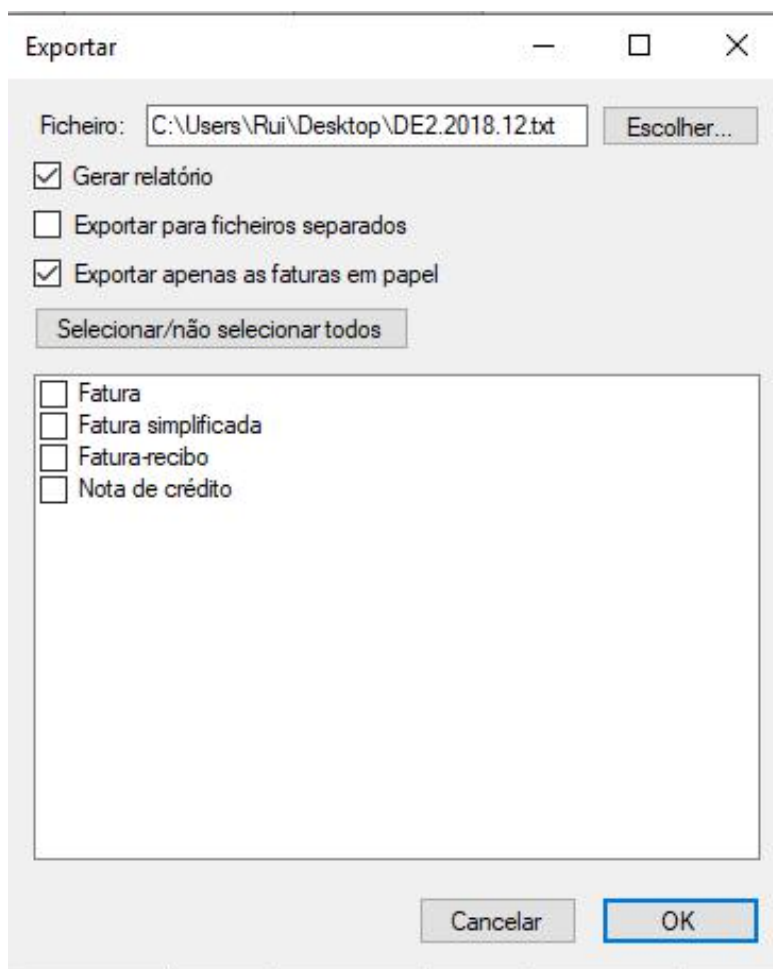 Exportar
Ficheiro: C:\Users\Rui\Desktop\DE2.2018.12.txt Escolher...
Gerar relatório
Exportar para ficheiros separados
Exportar apenas as faturas em papel
Selecionar/não selecionar todos
Fatura
Fatura simplificada
Fatura-recibo
Nota de crédito
Cancelar OK